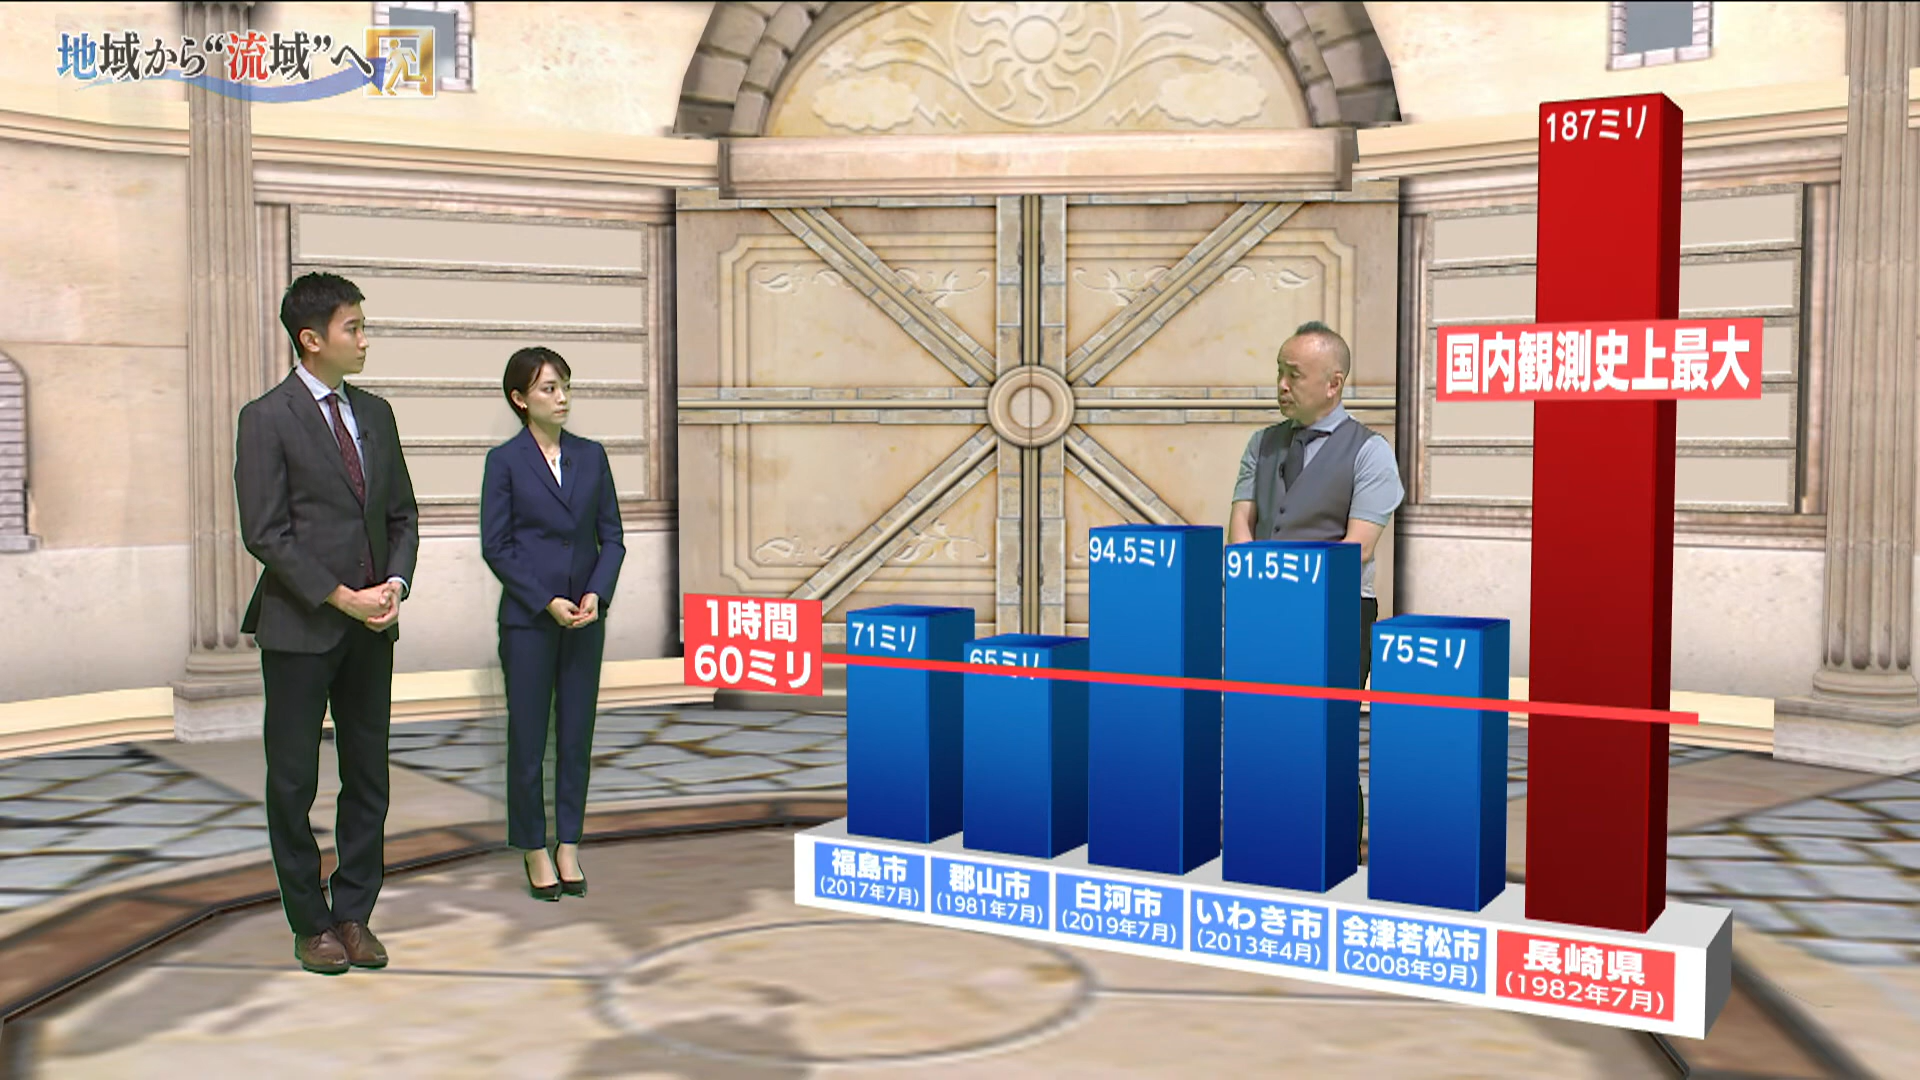 地域から“流域”へ
187ミリ
国内観測史上最大
94.5ミリ
91.5ミリ
1時間
60ミリ
71ミリ
65ミリ
75ミリ
福島市
(2017年7月)
郡山市
(1981年7月)
白河市
(2019年7月)
いわき市
(2013年4月)
会津若松市
(2008年9月)
長崎県
(1982年7月)